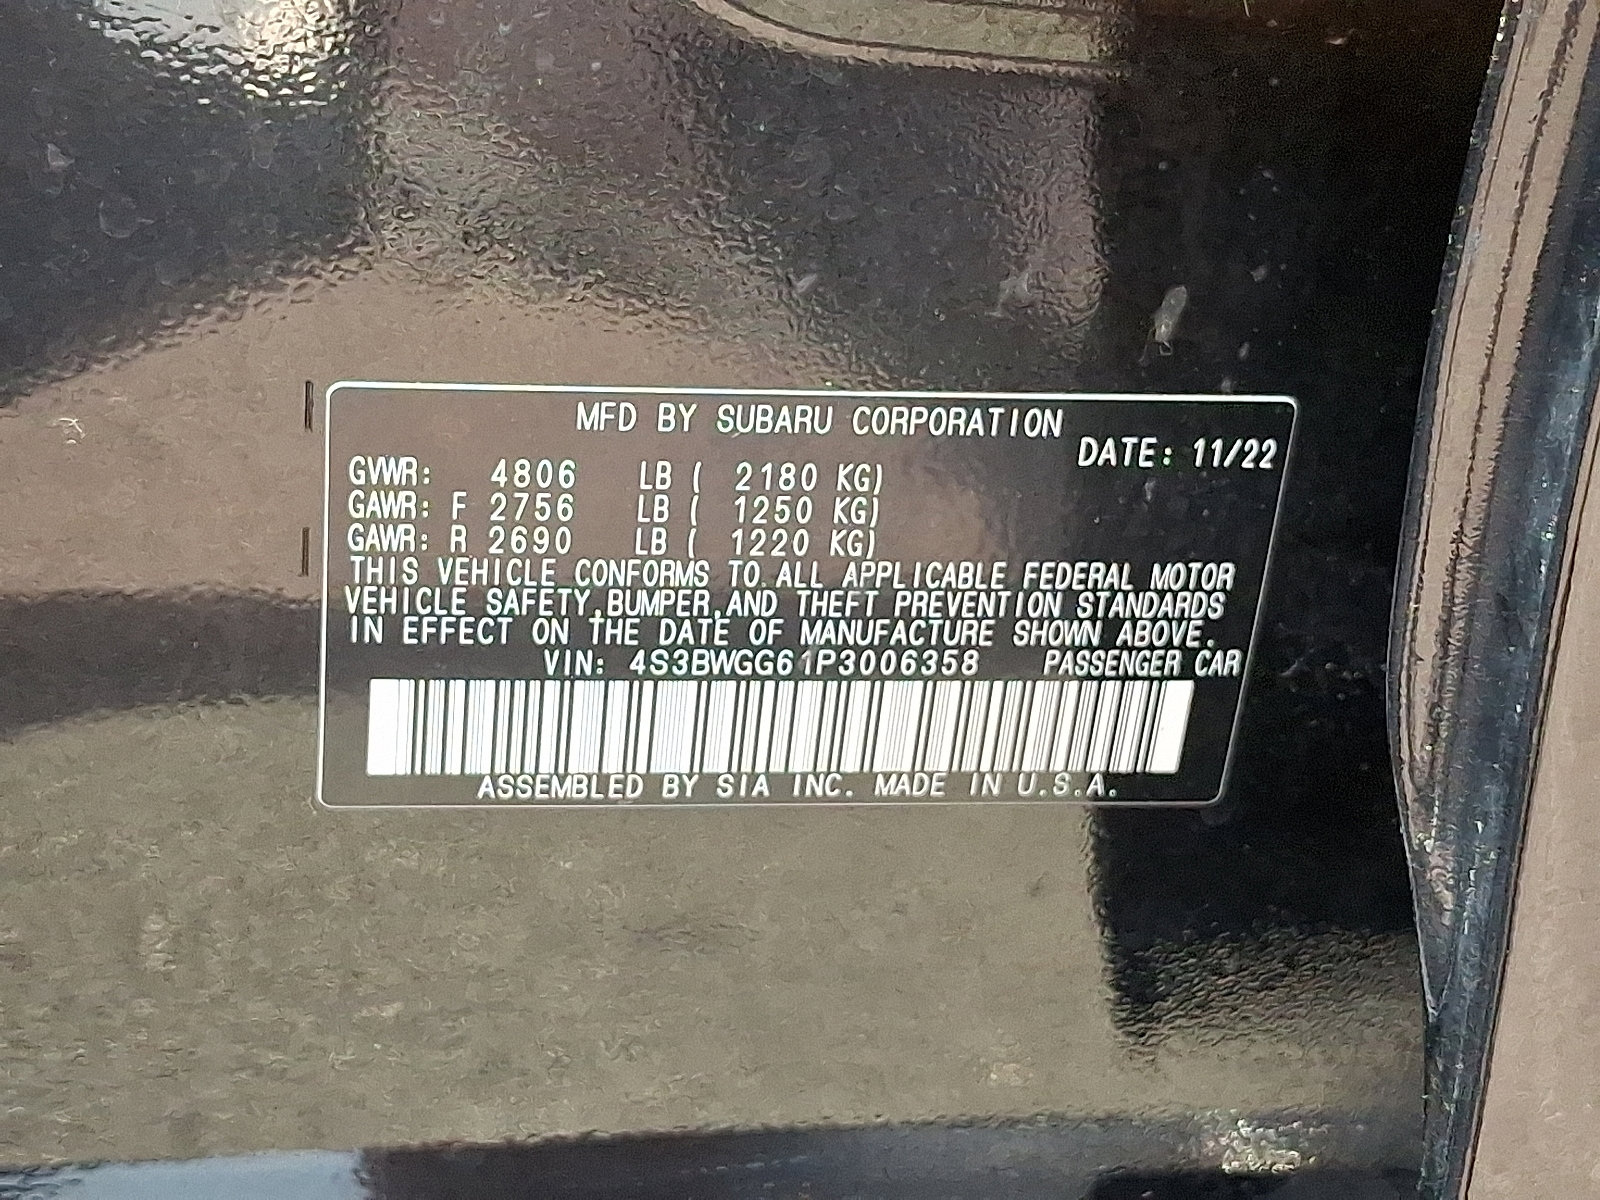 MFD BY SUBARU CORPORATION
DATE: 11/22
GVWR: 4806 LB ( 2180 KG)
GAWR: F 2756 LB ( 1250 KG)
GAWR: R 2690 LB ( 1220 KG)
THIS VEHICLE CONFORMS TO ALL APPLICABLE FEDERAL MOTOR
VEHICLE SAFETY,BUMPER,AND THEFT PREVENTION STANDARDS
IN EFFECT ON THE DATE OF MANUFACTURE SHOWN ABOVE.
VIN: 4S3BWGG61P3006358 PASSENGER CAR
ASSEMBLED BY SIA INC. MADE IN U.S.A.